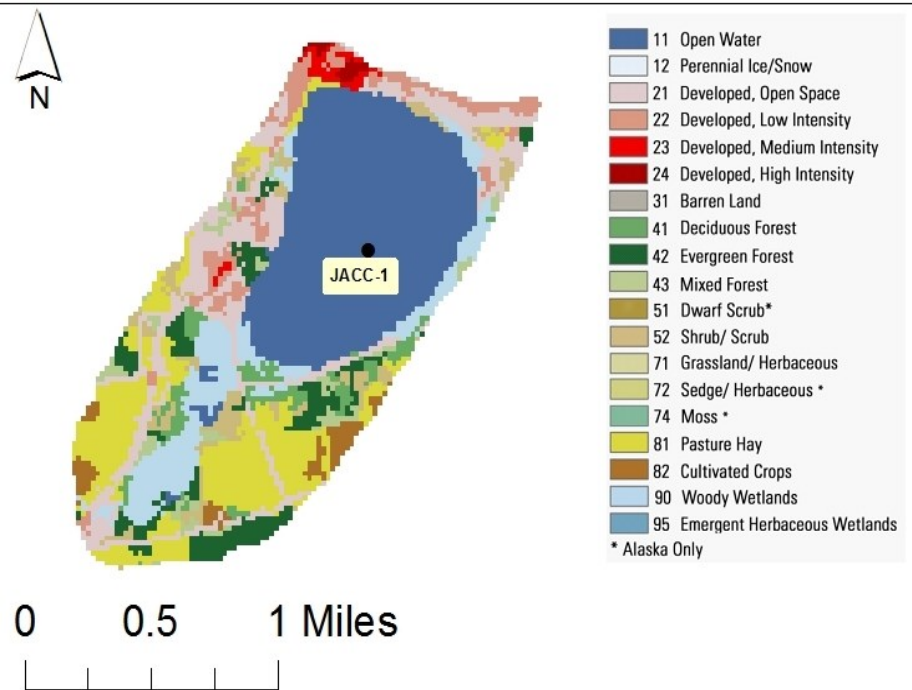 N
JACC-1
11 Open Water
12 Perennial Ice/Snow
21 Developed, Open Space
22 Developed, Low Intensity
23 Developed, Medium Intensity
24 Developed, High Intensity
31 Barren Land
41 Deciduous Forest
42 Evergreen Forest
43 Mixed Forest
51 Dwarf Scrub*
52 Shrub/ Scrub
71 Grassland/ Herbaceous
72 Sedge/ Herbaceous *
74 Moss *
81 Pasture Hay
82 Cultivated Crops
90 Woody Wetlands
95 Emergent Herbaceous Wetlands
* Alaska Only
0 0.5 1 Miles